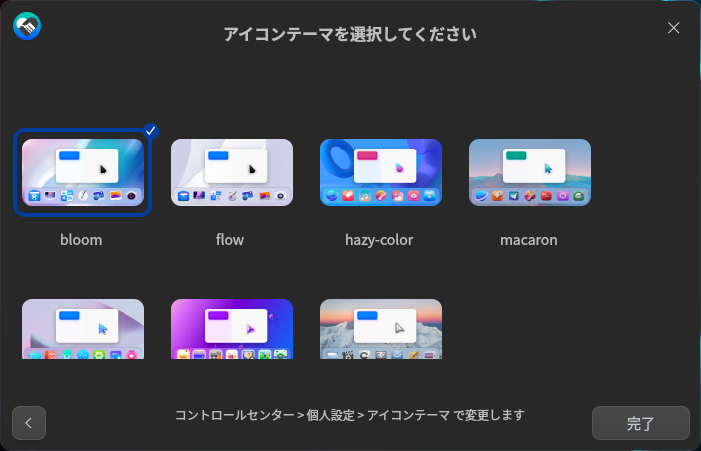 アイコンテーマを選択してください
bloom
flow
hazy-color
macaron
コントロールセンター > 個人設定 > アイコンテーマ で変更します
完了